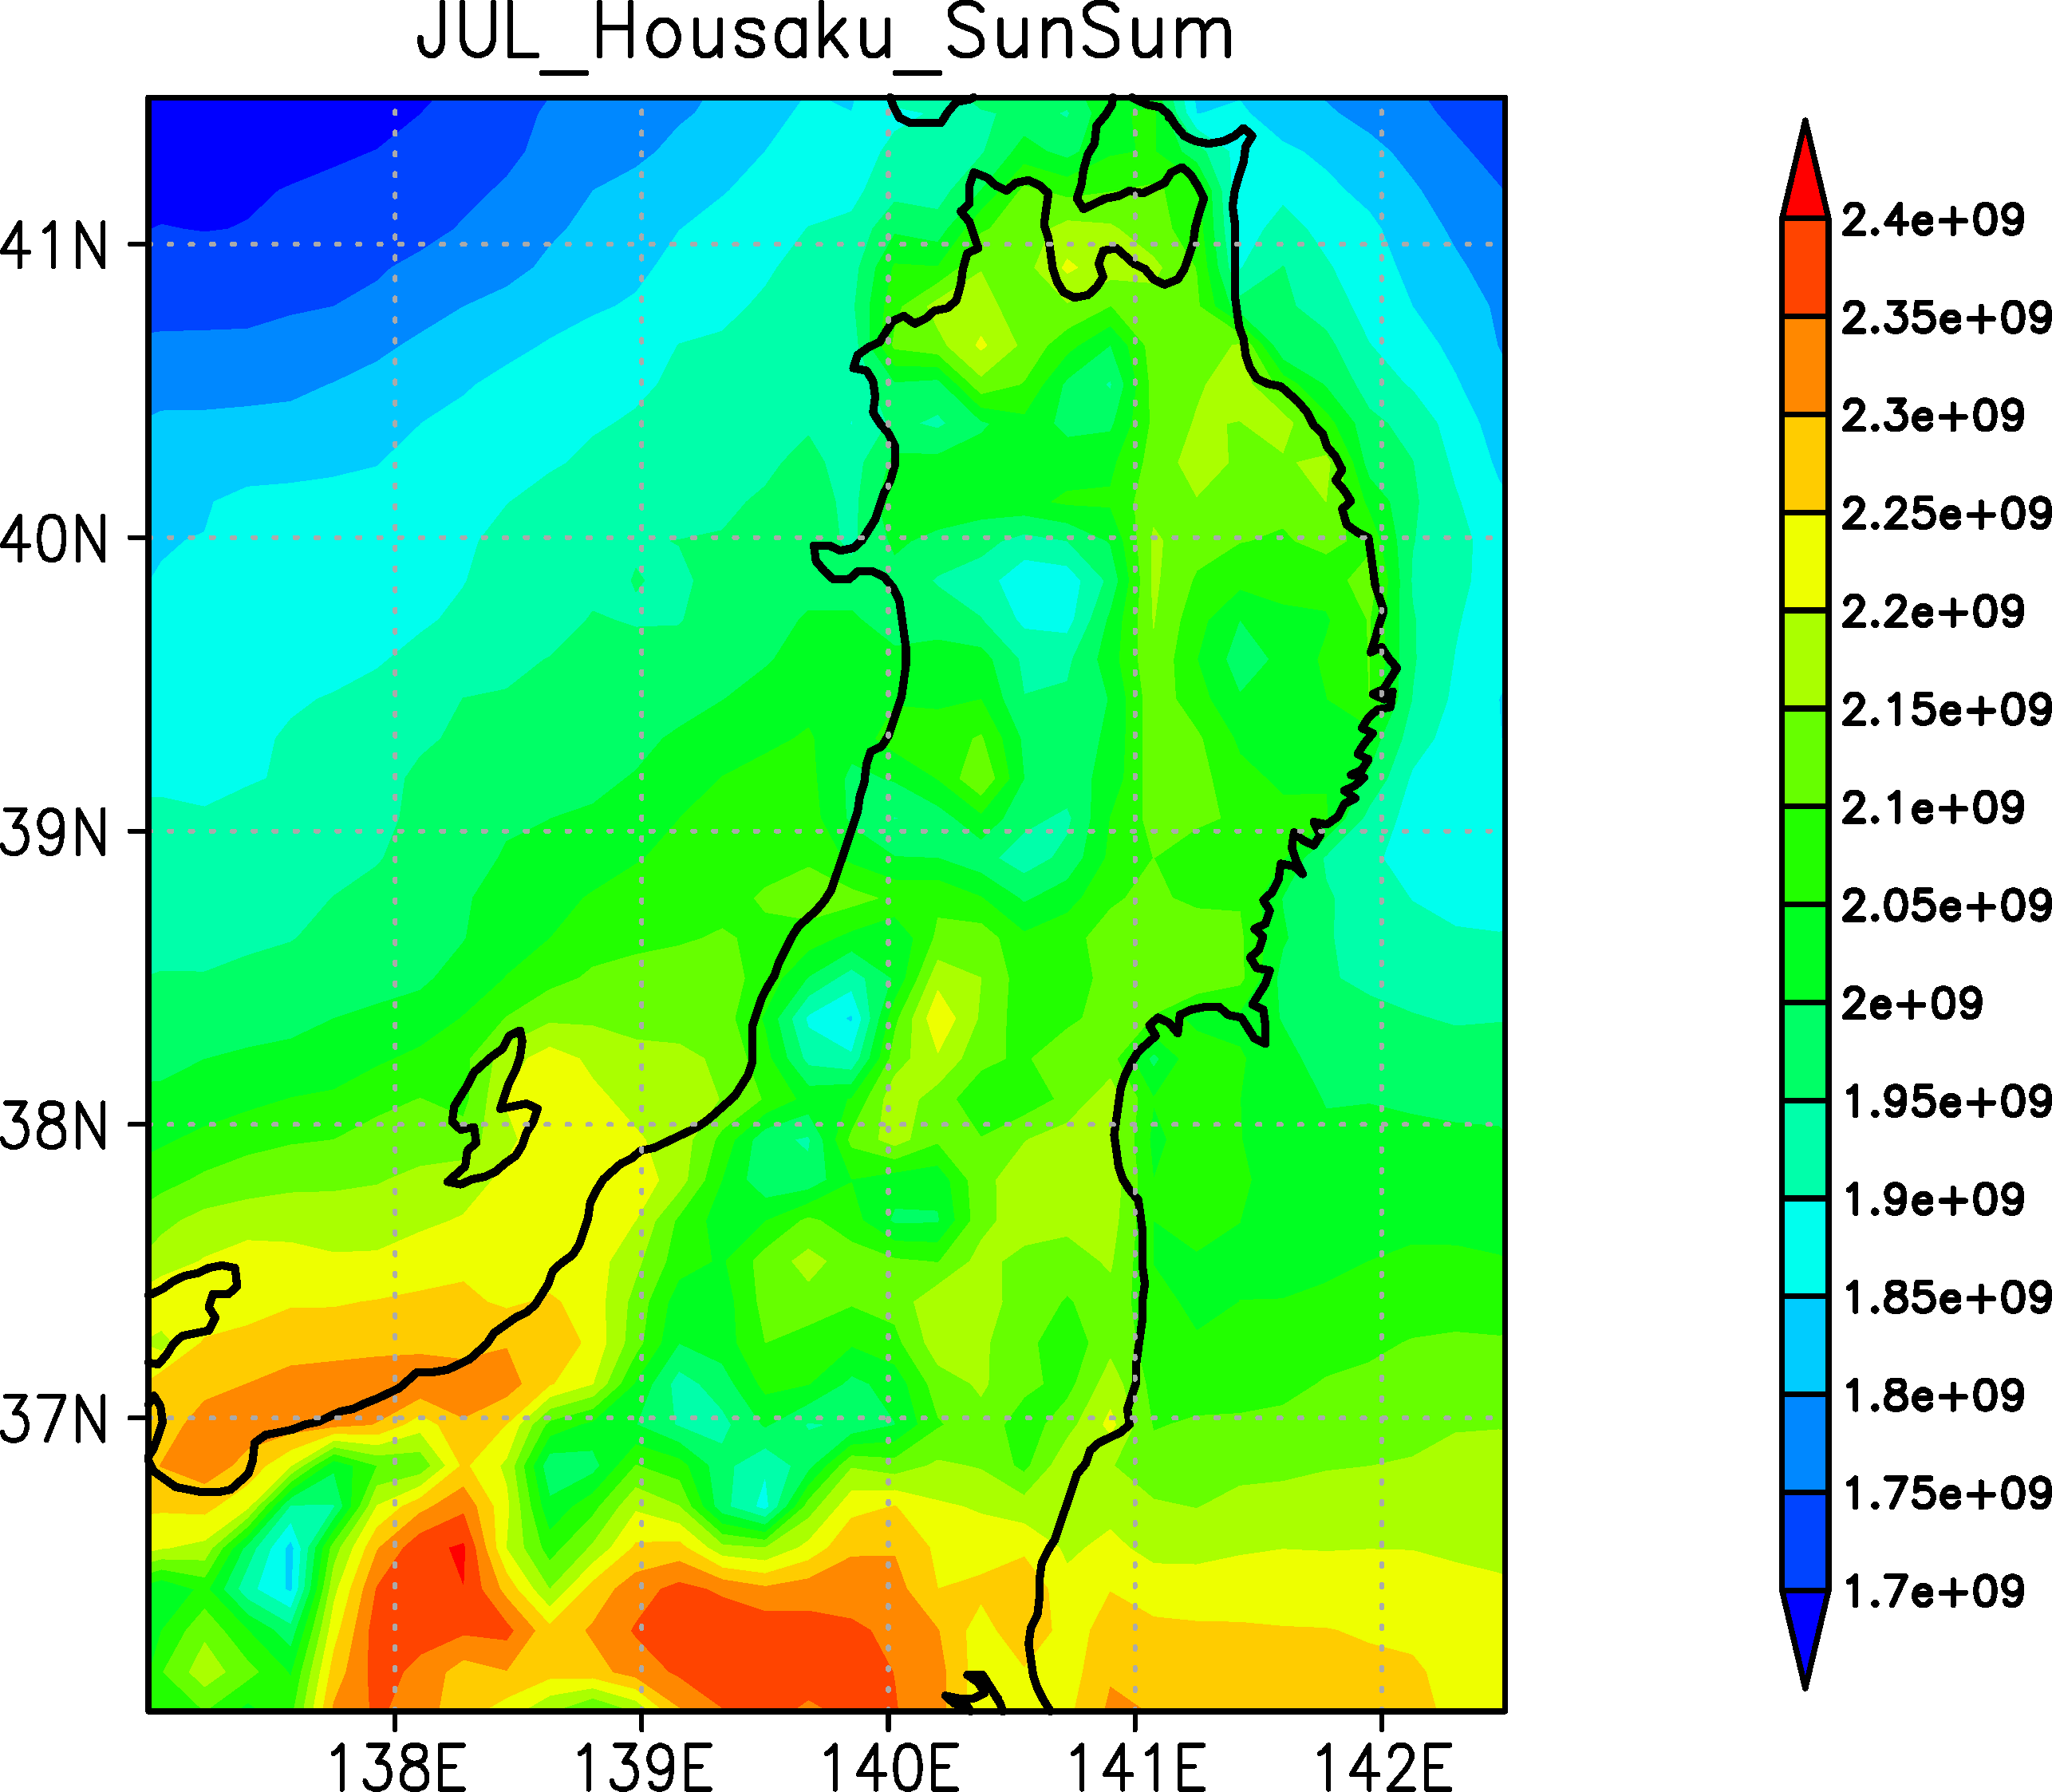 JUL_Housaku_SunSum
41N
40N
39N
38N
37N
138E 139E 140E 141E 142E
2.4e+09
2.35e+09
2.3e+09
2.25e+09
2.2e+09
2.15e+09
2.1e+09
2.05e+09
2e+09
1.95e+09
1.9e+09
1.85e+09
1.8e+09
1.75e+09
1.7e+09